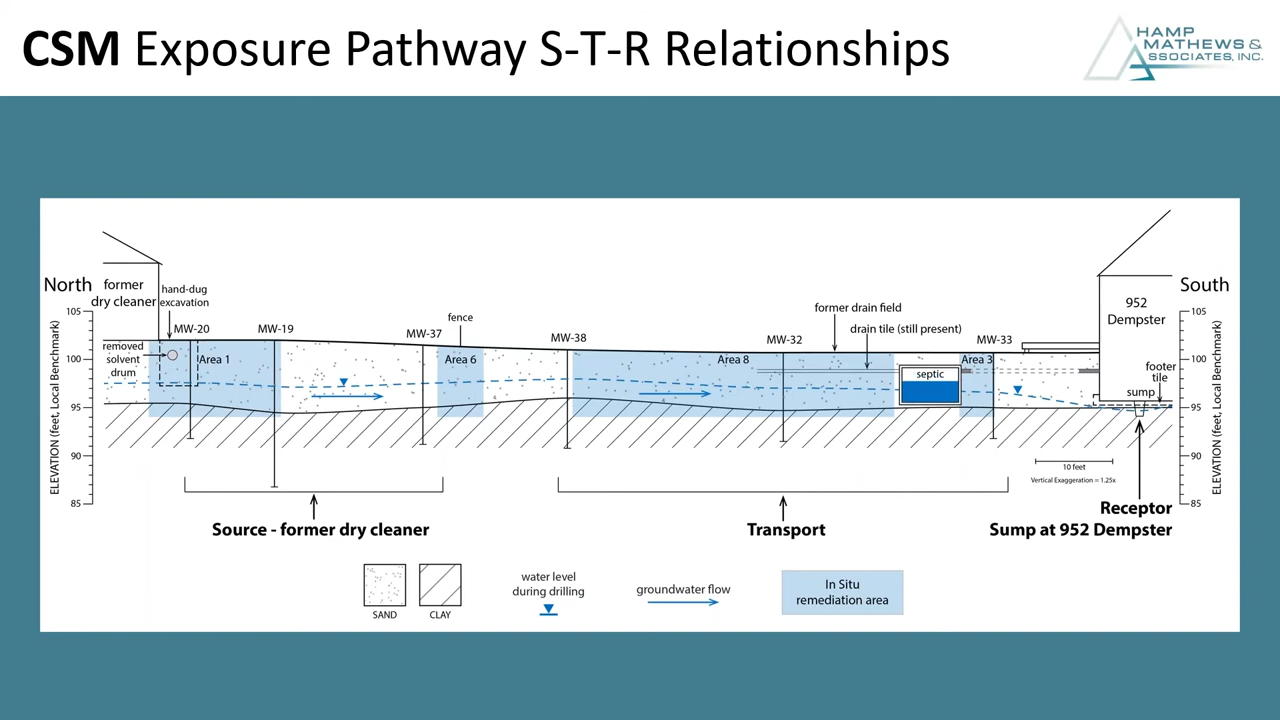 CSM Exposure Pathway S-T-R Relationships
HAMP
MATHEWS &
SSOCIATES, INC.
North
South
former
dry cleaner
hand-dug
excavation
removed
solvent
drum
MW-20
MW-19
MW-37
fence
MW-38
former drain field
drain tile (still present)
MW-32
MW-33
952
Dempster
Area 1
Area 6
Area 8
Area 3
septic
footer
tile
sump
ELEVATION (feet, Local Benchmark)
105
100
95
90
85
105
100
95
90
85
ELEVATION (feet, Local Benchmark)
10 feet
Vertical Exaggeration = 1.25x
Source - former dry cleaner
Transport
Receptor
Sump at 952 Dempster
SAND
CLAY
water level
during drilling
groundwater flow
In Situ
remediation area